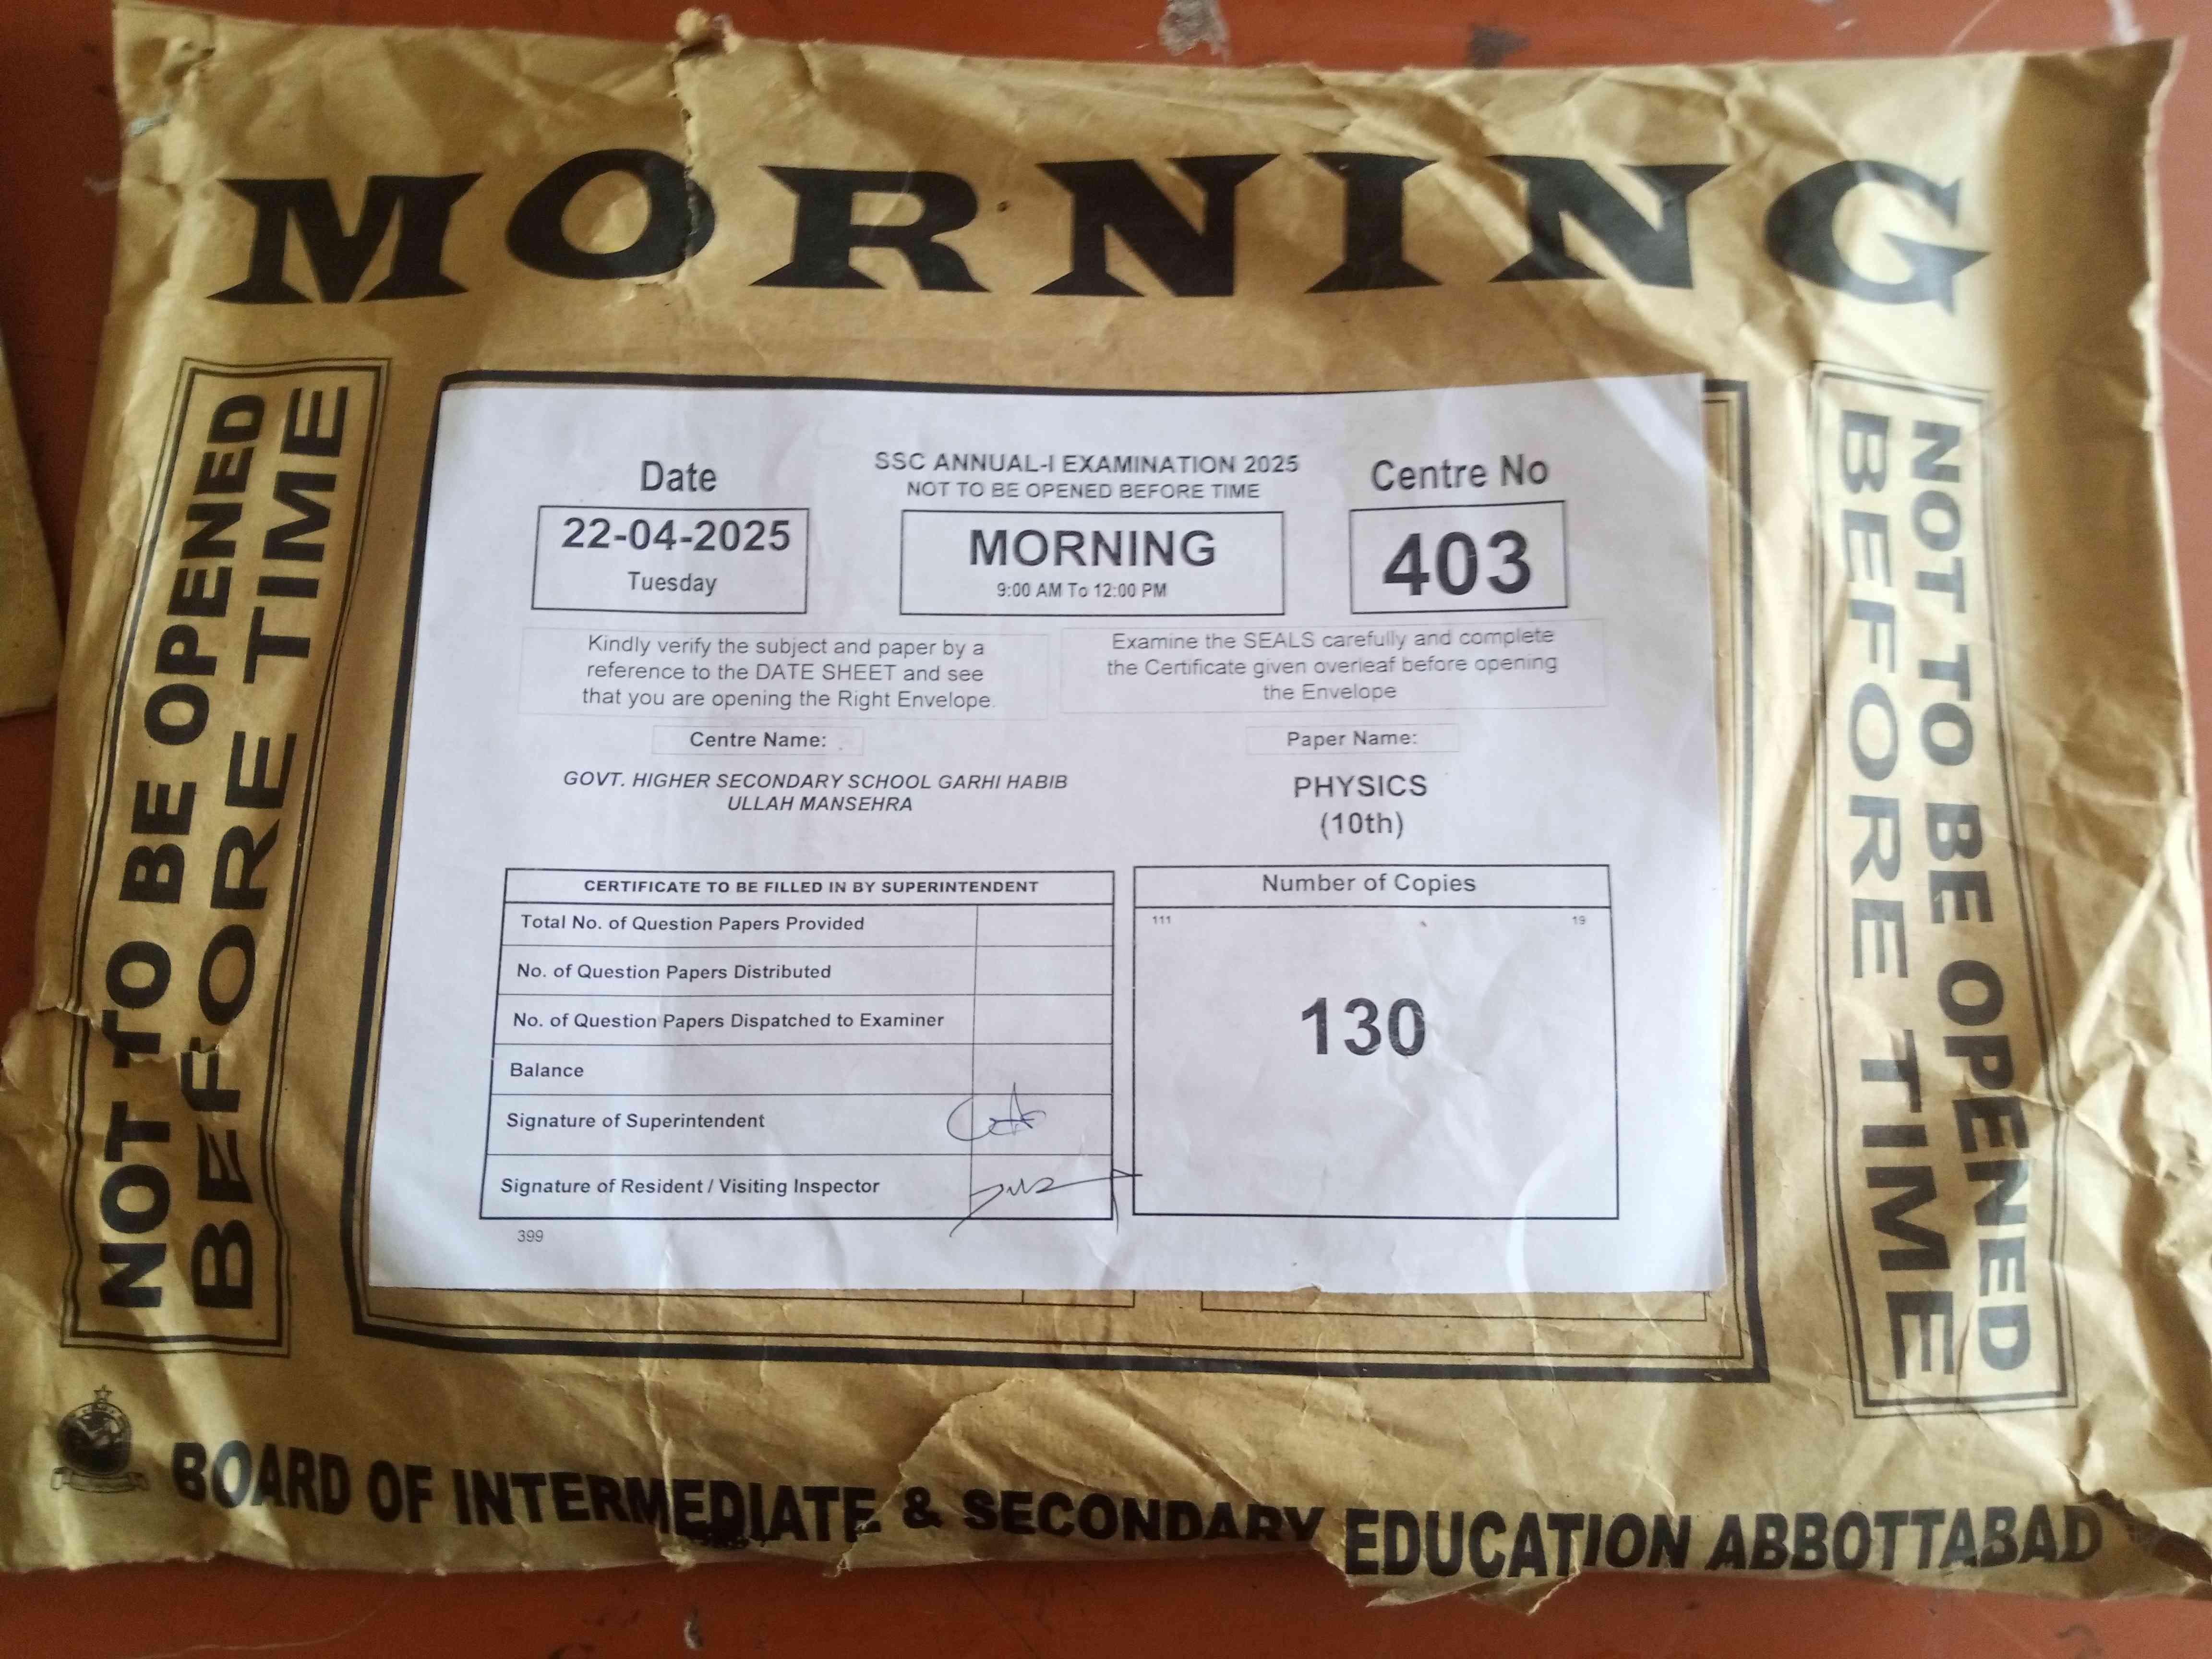 MORNING
NOT TO BE OPENED
BEFORE TIME
Date
22-04-2025
Tuesday
SSC ANNUAL-I EXAMINATION 2025
NOT TO BE OPENED BEFORE TIME
MORNING
9:00 AM To 12:00 PM
Centre No
403
Kindly verify the subject and paper by a
reference to the DATE SHEET and see
that you are opening the Right Envelope.
Examine the SEALS carefully and complete
the Certificate given overleaf before opening
the Envelope
Centre Name:
GOVT. HIGHER SECONDARY SCHOOL GARHI HABIB
ULLAH MANSEHRA
Paper Name:
PHYSICS
(10th)
CERTIFICATE TO BE FILLED IN BY SUPERINTENDENT
Total No. of Question Papers Provided
No. of Question Papers Distributed
No. of Question Papers Dispatched to Examiner
Balance
Signature of Superintendent
Signature of Resident / Visiting Inspector
399
Number of Copies
111 19
130
NOT TO BE OPENED
BEFORE TIME
BOARD OF INTERMEDIATE & SECONDARY EDUCATION ABBOTTABAD